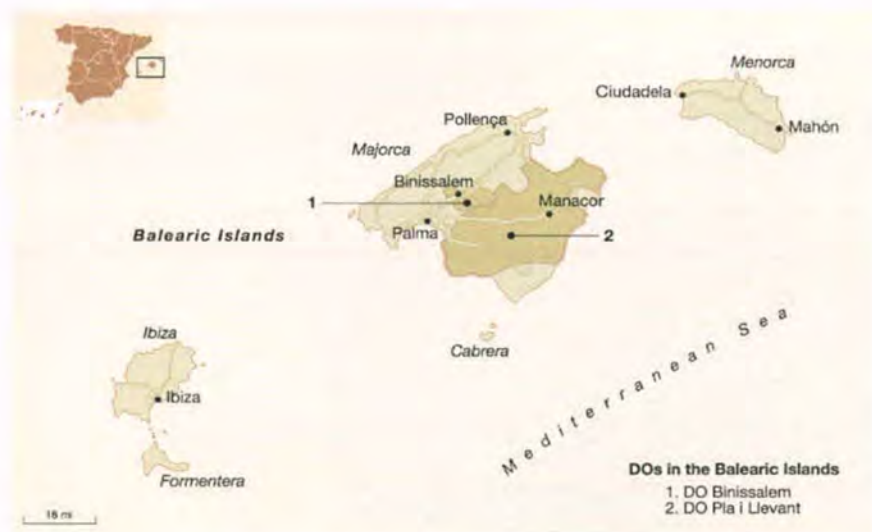 Menorca
Ciudadela
Mahón
Pollença
Majorca
Binissalem
1
Manacor
Palma
2
Balearic Islands
Cabrera
Mediterranean Sea
Ibiza
Ibiza
Formentera
DOs in the Balearic Islands
1. DO Binissalem
2. DO Pla i Llevant
16 mi